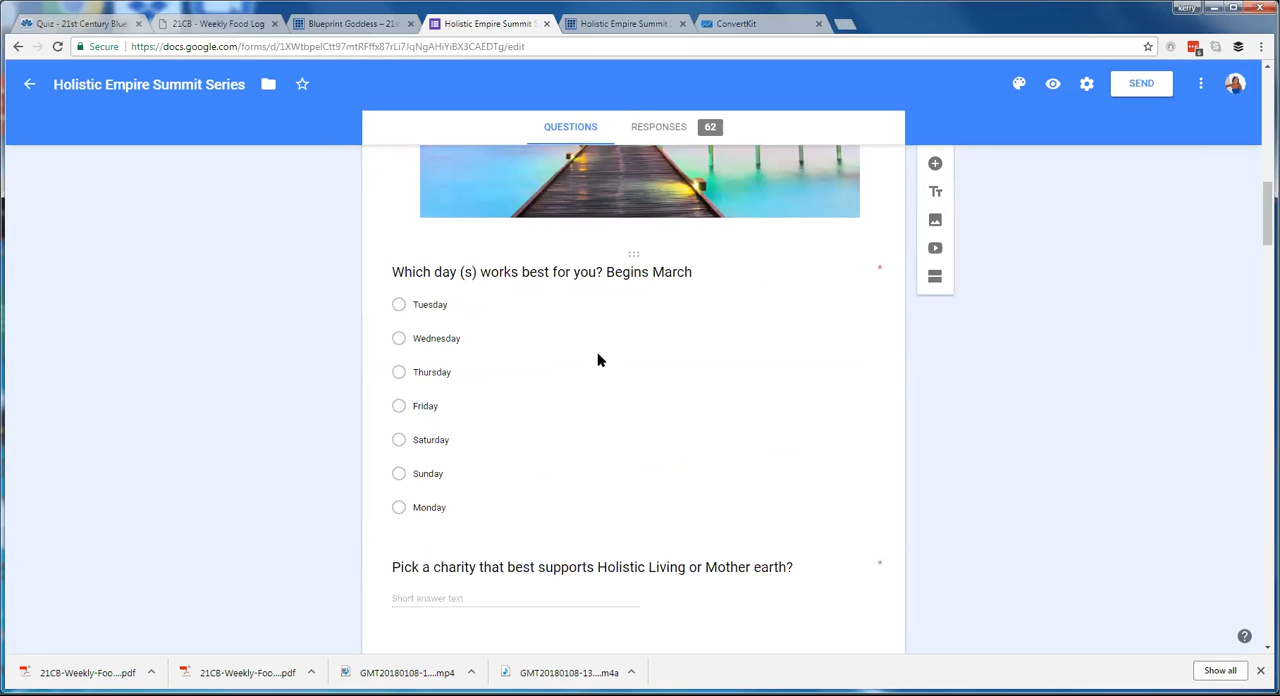 Quiz - 21st Century Blue
21CB - Weekly Food Log
Blueprint Goddess – 21s
Holistic Empire Summit S
Holistic Empire Summit
ConvertKit
kerry
Secure
https://docs.google.com/forms/d/1XWtbpelCtt97mtRFffx87rLi7JqNgAHiYiBX3CAEDTg/edit
6
Holistic Empire Summit Series
SEND
QUESTIONS
RESPONSES 62
Tт
Which day (s) works best for you? Begins March *
Tuesday
Wednesday
Thursday
Friday
Saturday
Sunday
Monday
Pick a charity that best supports Holistic Living or Mother earth? *
Short answer text
21CB-Weekly-Foo....pdf
21CB-Weekly-Foo....pdf
GMT20180108-1....mp4
GMT20180108-13....m4a
Show all